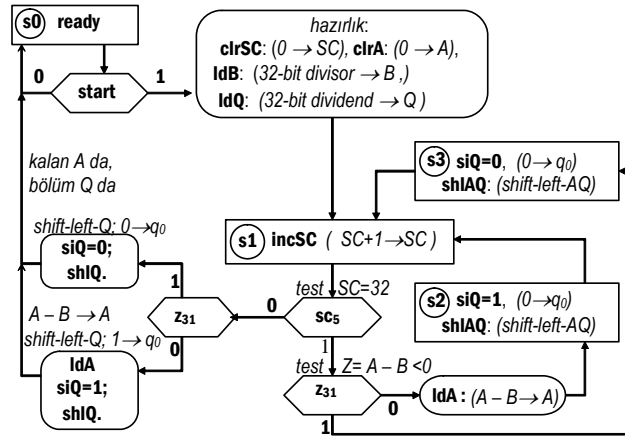 s0 ready
0
start
1
hazırlık:
clrSC: (0 → SC), clrA: (0 → A),
ldB: (32-bit divisor → B ,)
ldQ: (32-bit dividend → Q )
kalan A da,
bölüm Q da
s3 siQ=0, (0→ q0)
shlAQ: (shift-left-AQ)
s1 incSC ( SC+1→SC )
shift-left-Q; 0→q0
siQ=0;
shlQ.
1
z31
0
0
test SC=32
sc5
1
s2 siQ=1, (0→q0)
shlAQ: (shift-left-AQ)
A – B → A
shift-left-Q; 1→ q0
ldA
siQ=1;
shlQ.
test Z= A – B <0
z31
0
1
ldA : (A – B→ A)